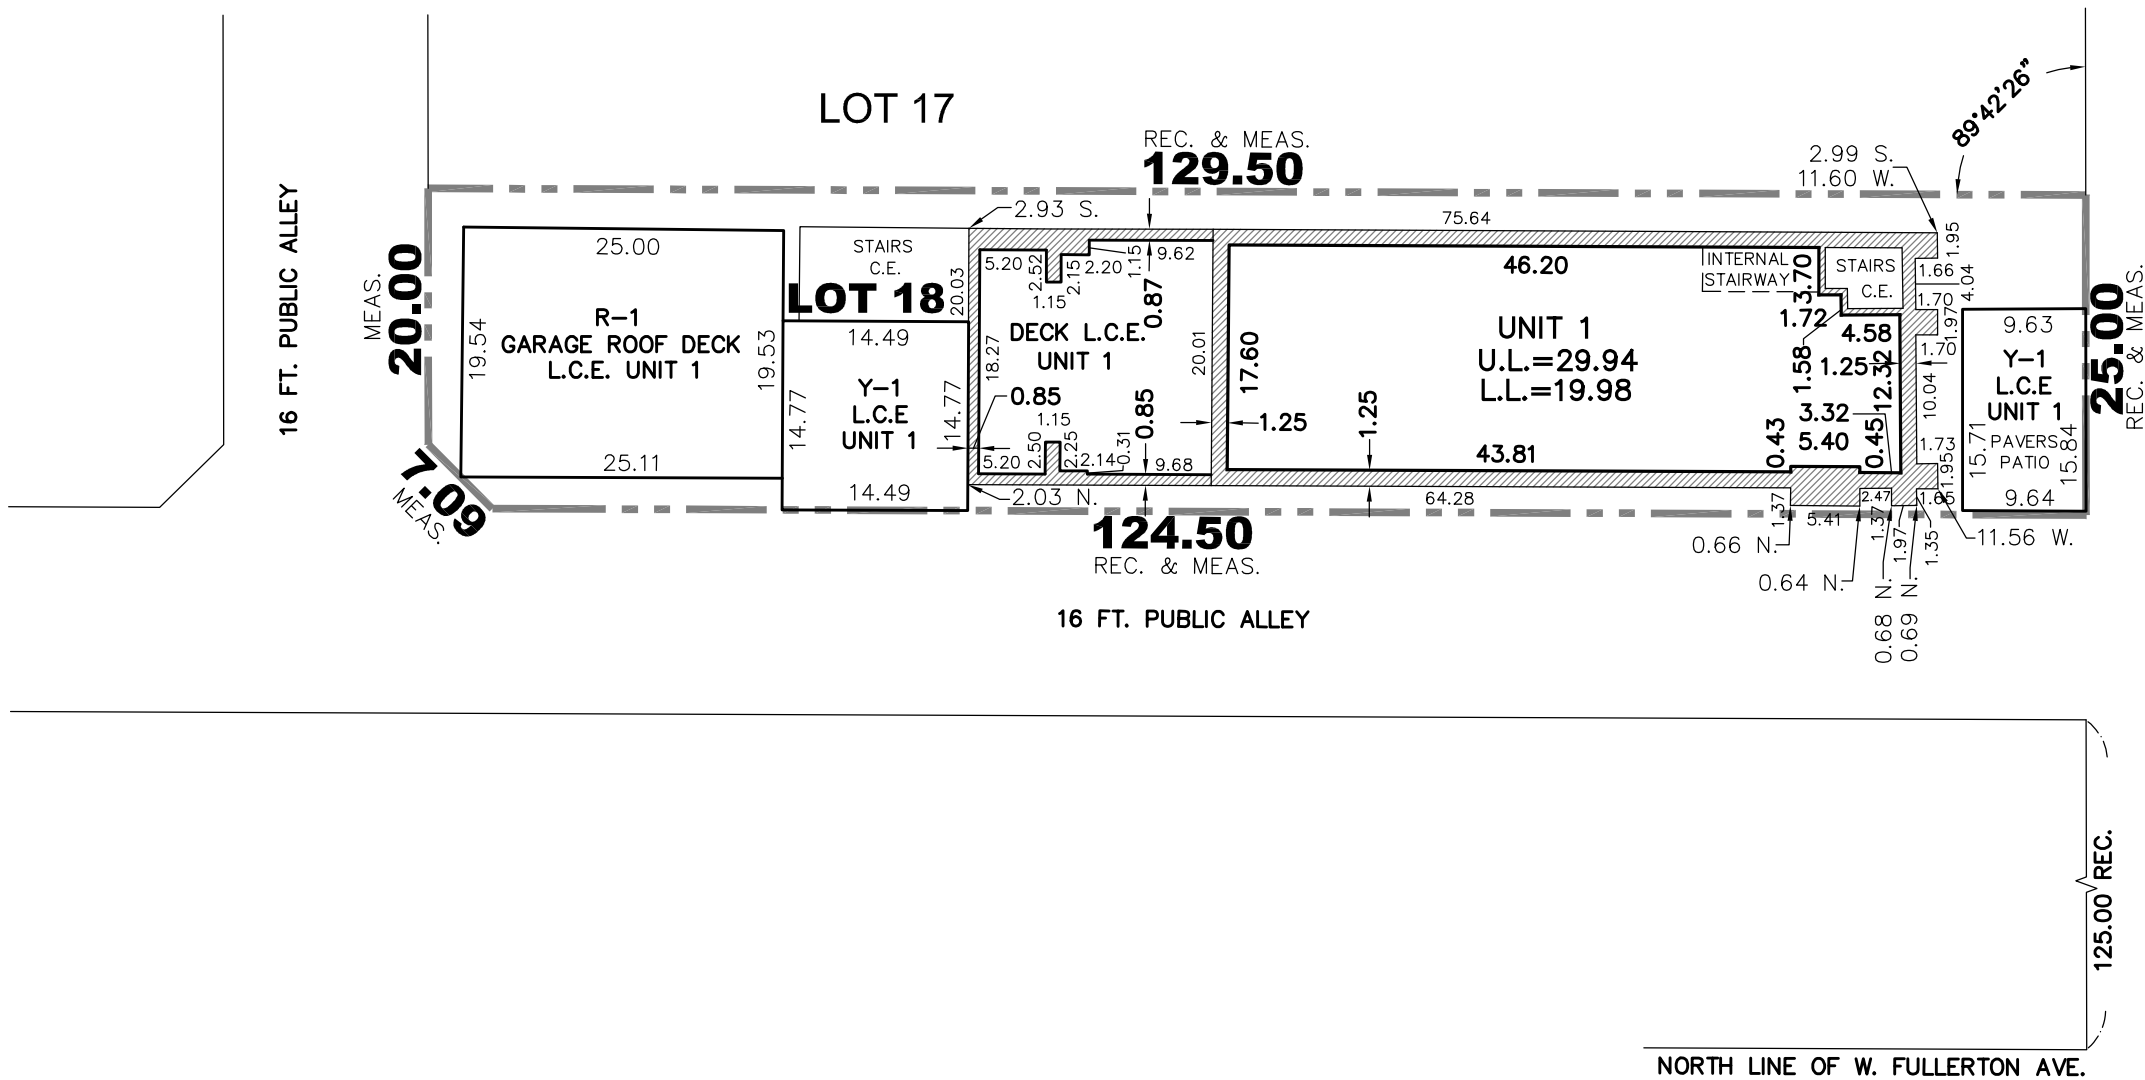 LOT 17
REC. & MEAS.
129.50
89°42'26"
2.99 S.
11.60 W.
2.93 S.
75.64
16 FT. PUBLIC ALLEY
MEAS.
20.00
25.00
19.54
R-1
GARAGE ROOF DECK
L.C.E. UNIT 1
19.53
25.11
STAIRS
C.E.
LOT 18
20.03
14.49
14.77
Y-1
L.C.E
UNIT 1
14.77
14.49
5.20
2.52
1.15
2.15
2.20
1.15
9.62
0.87
DECK L.C.E.
UNIT 1
18.27
0.85
20.01
1.15
2.50
2.25
2.14
0.31
0.85
5.20
9.68
2.03 N.
46.20
17.60
1.25
1.25
UNIT 1
U.L.=29.94
L.L.=19.98
43.81
64.28
INTERNAL
STAIRWAY
3.70
STAIRS
C.E.
1.72
4.58
1.58
1.25
12.32
3.32
5.40
0.43
0.45
1.95
1.66
4.04
1.70
1.97
1.70
10.04
1.73
1.95
1.65
1.37
5.41
2.47
1.37
1.97
1.35
0.66 N.
0.64 N.
0.68 N.
0.69 N.
11.56 W.
9.63
Y-1
L.C.E
UNIT 1
PAVERS
PATIO
15.71
15.84
9.64
25.00
REC. & MEAS.
7.09
MEAS.
124.50
REC. & MEAS.
16 FT. PUBLIC ALLEY
125.00 REC.
NORTH LINE OF W. FULLERTON AVE.